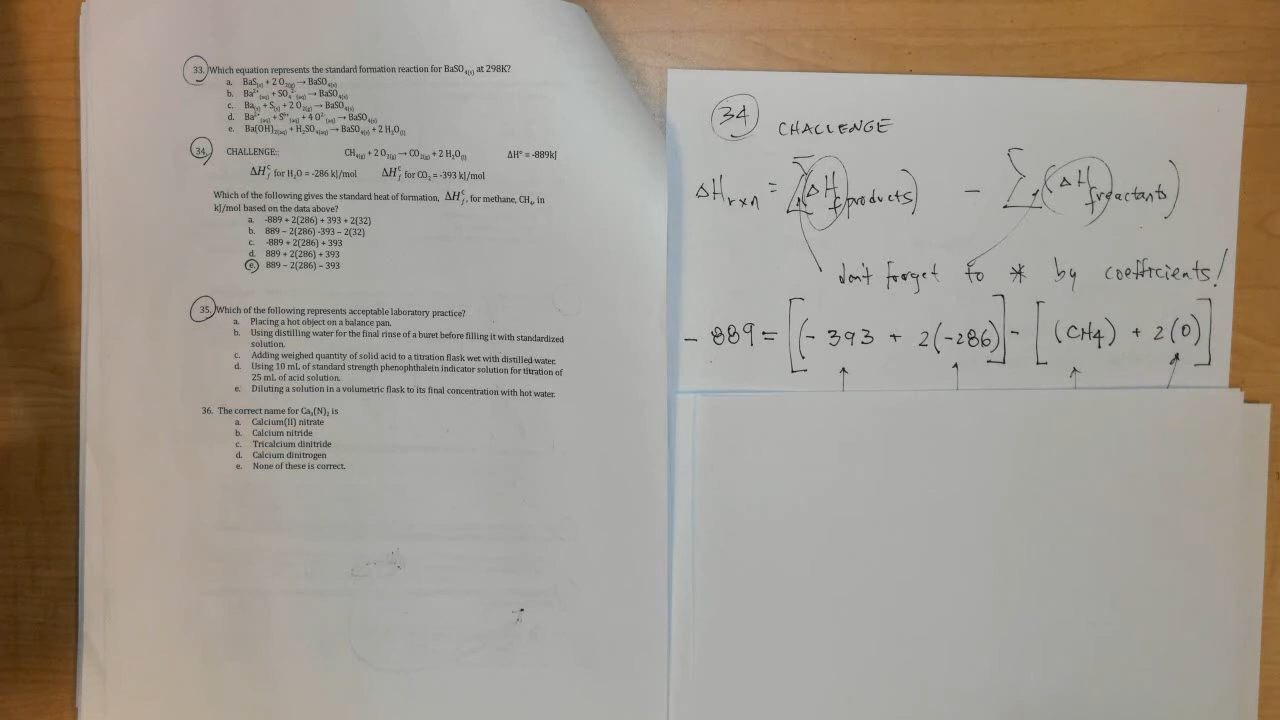 33. Which equation represents the standard formation reaction for BaSO4(s) at 298K?
a. BaS(s) + 2 O2(g) → BaSO4(s)
b. Ba2+(aq) + SO42-(aq) → BaSO4(s)
c. Ba(s) + S(s) + 2 O2(g) → BaSO4(s)
d. Ba2+(aq) + S6+(aq) + 4 O2-(aq) → BaSO4(s)
e. Ba(OH)2(aq) + H2SO4(aq) → BaSO4(s) + 2 H2O(l)
34. CHALLENGE: CH4(g) + 2 O2(g) → CO2(g) + 2 H2O(l) ΔH° = -889kJ
ΔH°f for H2O = -286 kJ/mol ΔH°f for CO2 = -393 kJ/mol
Which of the following gives the standard heat of formation, ΔH°f, for methane, CH4, in
kJ/mol based on the data above?
a. -889 + 2(286) + 393 + 2(32)
b. 889 – 2(286) -393 – 2(32)
c. -889 + 2(286) + 393
d. 889 + 2(286) + 393
e. 889 – 2(286) – 393
35. Which of the following represents acceptable laboratory practice?
a. Placing a hot object on a balance pan.
b. Using distilling water for the final rinse of a buret before filling it with standardized
solution.
c. Adding weighed quantity of solid acid to a titration flask wet with distilled water.
d. Using 10 mL of standard strength phenophthalein indicator solution for titration of
25 mL of acid solution.
e. Diluting a solution in a volumetric flask to its final concentration with hot water.
36. The correct name for Ca3(N)2 is
a. Calcium(II) nitrate
b. Calcium nitride
c. Tricalcium dinitride
d. Calcium dinitrogen
e. None of these is correct.
34 CHALLENGE
ΔHrxn = Σ(ΔHf products) – Σ(ΔHf reactants)
don't forget to * by coefficients!
-889 = [(-393 + 2(-286)] - [(CH4) + 2(0)]